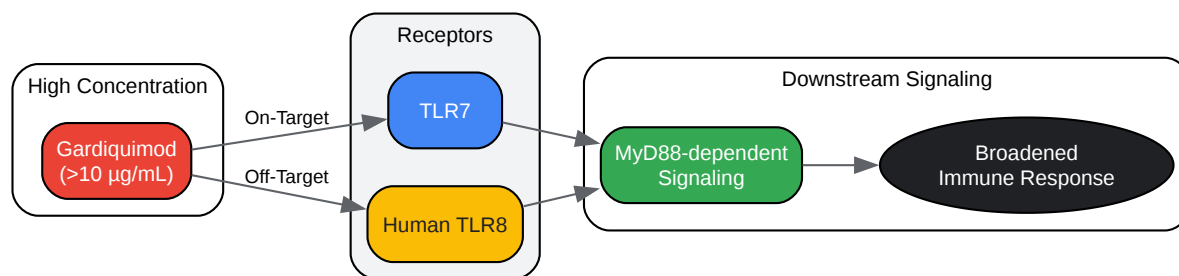 High Concentration
Gardiquimod
(>10 µg/mL)
On-Target
Off-Target
Receptors
TLR7
Human TLR8
Downstream Signaling
MyD88-dependent
Signaling
Broadened
Immune Response